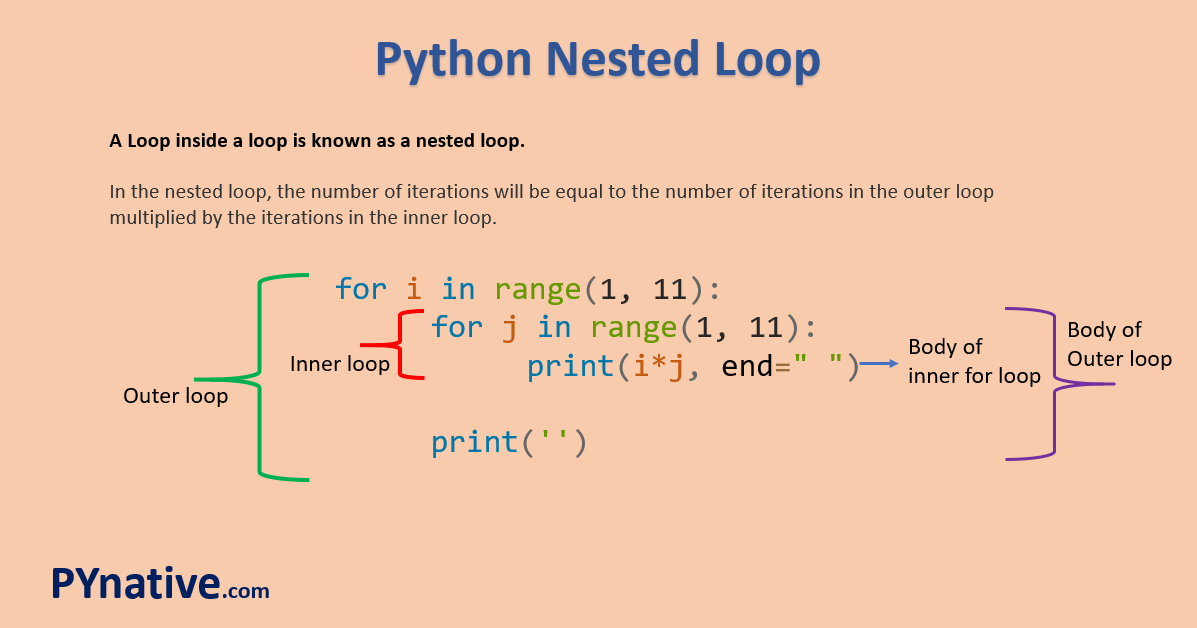 Python Nested Loop
A Loop inside a loop is known as a nested loop.
In the nested loop, the number of iterations will be equal to the number of iterations in the outer loop
multiplied by the iterations in the inner loop.
for i in range(1, 11):
for j in range(1, 11):
print(i*j, end=" ")
print('')
Outer loop
Inner loop
Body of
inner for loop
Body of
Outer loop
PYnative.com